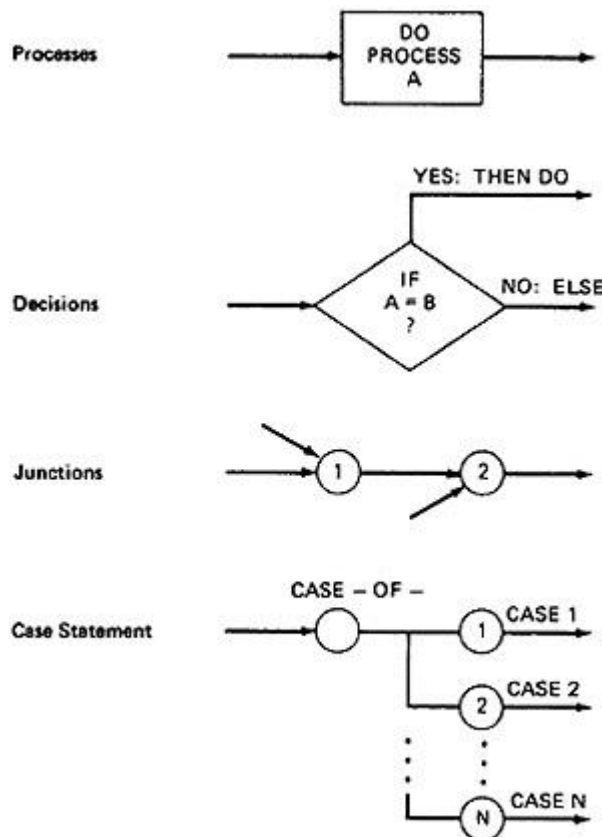 Processes
DO
PROCESS
A
YES: THEN DO
Decisions
IF
A = B
?
NO: ELSE
Junctions
1
2
CASE – OF –
Case Statement
1
CASE 1
2
CASE 2
N
CASE N